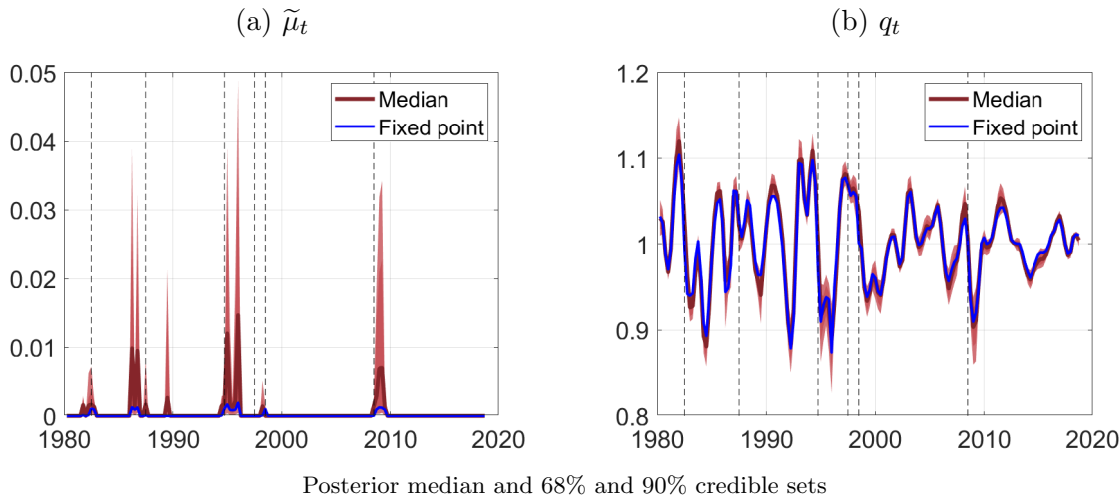 (a) μ̃ₜ
(b) qₜ
0.05
0.04
0.03
0.02
0.01
0
1980 1990 2000 2010 2020
Median
Fixed point
1.2
1.1
1
0.9
0.8
1980 1990 2000 2010 2020
Median
Fixed point
Posterior median and 68% and 90% credible sets